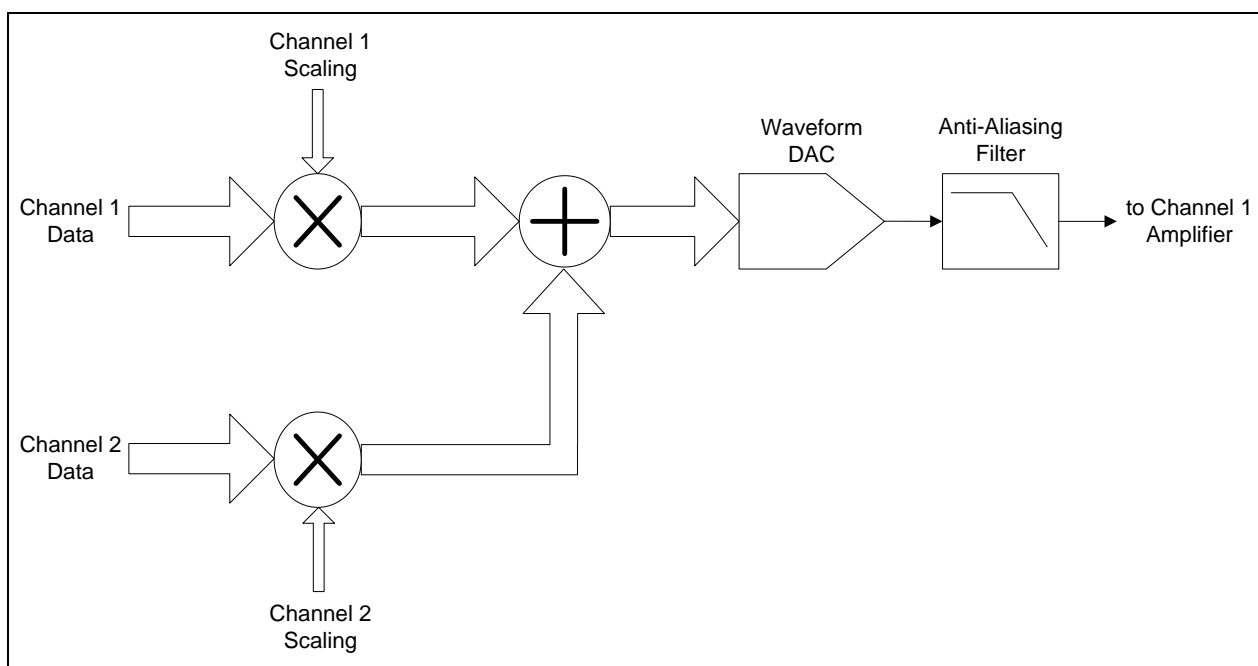 Channel 1
Scaling
Waveform
DAC
Anti-Aliasing
Filter
Channel 1
Data
to Channel 1
Amplifier
Channel 2
Data
Channel 2
Scaling